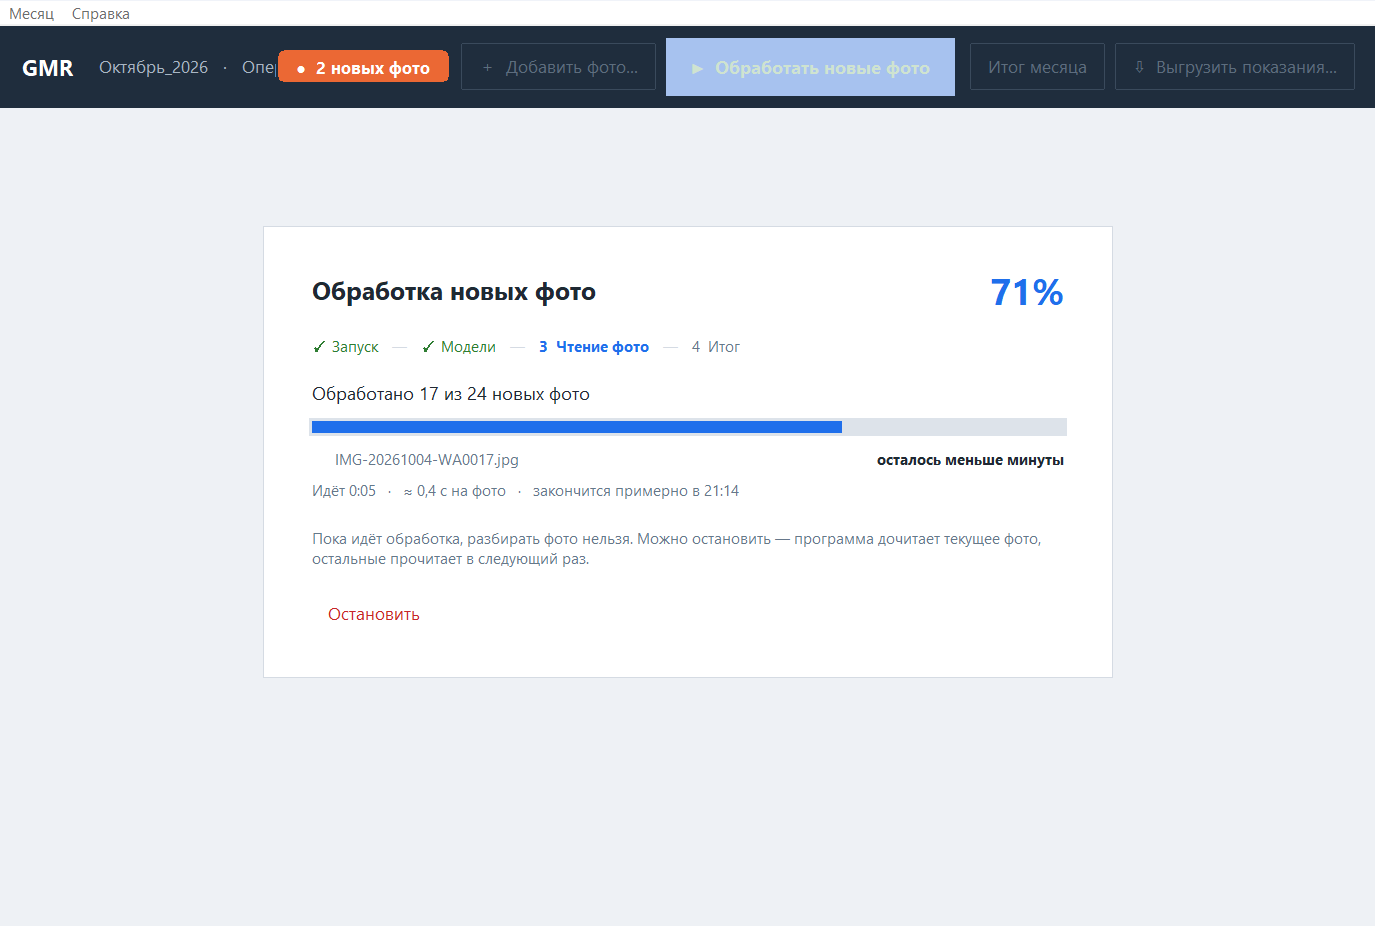 Месяц Справка
GMR Октябрь_2026 · Опе ● 2 новых фото + Добавить фото... ► Обработать новые фото Итог месяца ⇩ Выгрузить показания...
Обработка новых фото 71%
✓ Запуск — ✓ Модели — 3 Чтение фото — 4 Итог
Обработано 17 из 24 новых фото
IMG-20261004-WA0017.jpg осталось меньше минуты
Идёт 0:05 · ≈ 0,4 с на фото · закончится примерно в 21:14
Пока идёт обработка, разбирать фото нельзя. Можно остановить — программа дочитает текущее фото,
остальные прочитает в следующий раз.
Остановить